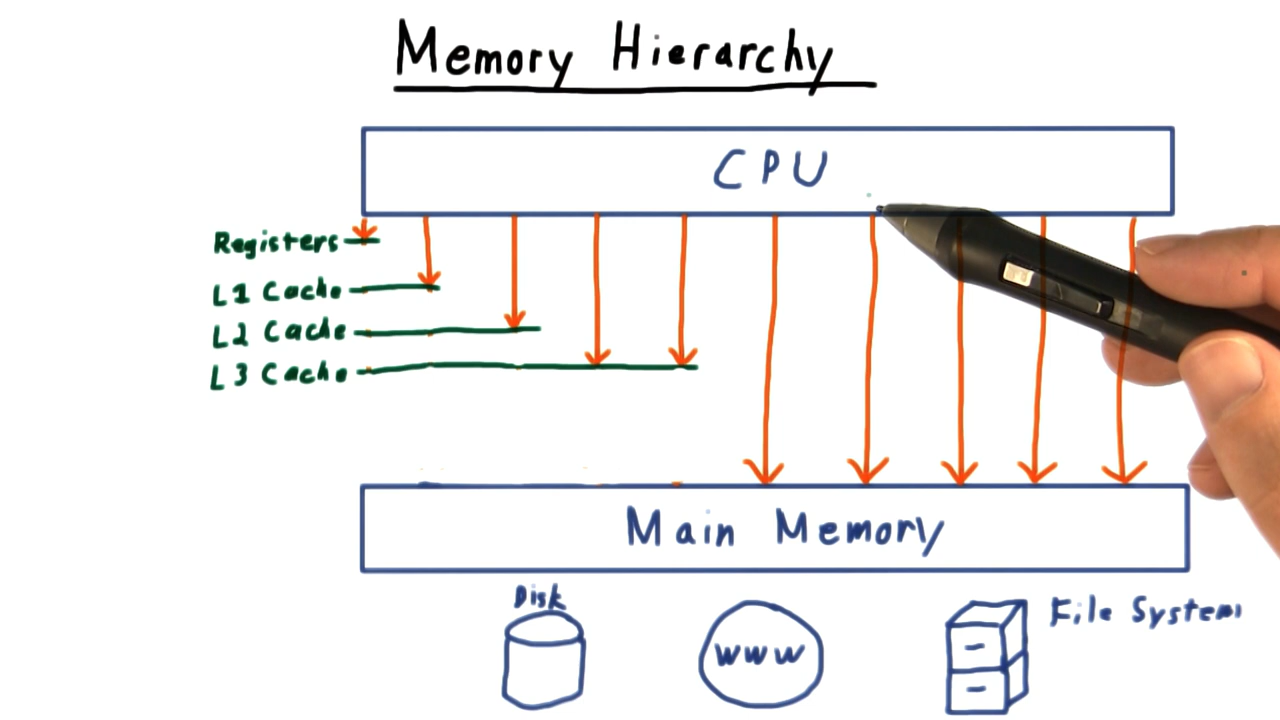 Memory Hierarchy
CPU
Registers
L1 Cache
L2 Cache
L3 Cache
Main Memory
Disk
WWW
File System